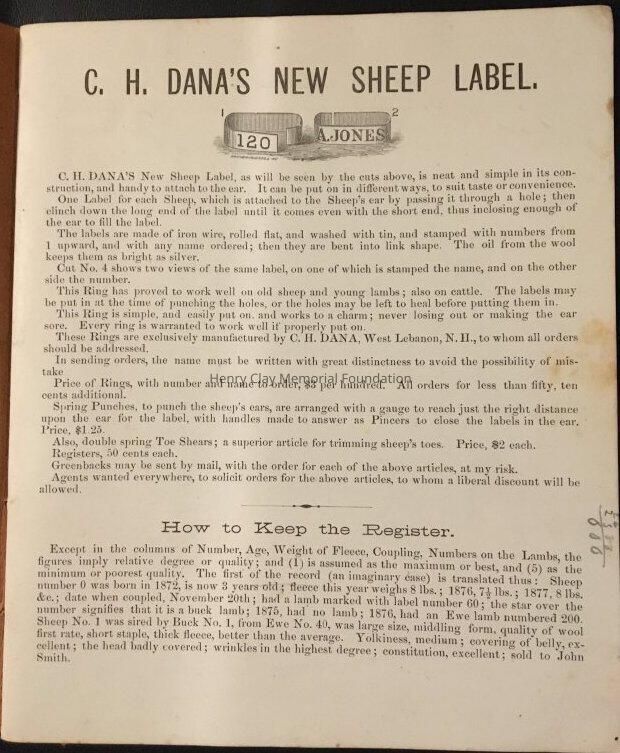 C. H. DANA'S NEW SHEEP LABEL.
1 2
120 A.JONES
C. H. DANA'S New Sheep Label, as will be seen by the cuts above, is neat and simple in its con-
struction, and handy to attach to the ear. It can be put on in different ways, to suit taste or convenience.
One Label for each Sheep, which is attached to the Sheep's ear by passing it through a hole; then
clinch down the long end of the label until it comes even with the short end, thus inclosing enough of
the ear to fill the label.
The labels are made of iron wire, rolled flat, and washed with tin, and stamped with numbers from
1 upward, and with any name ordered; then they are bent into link shape. The oil from the wool
keeps them as bright as silver.
Cut No. 4 shows two views of the same label, on one of which is stamped the name, and on the other
side the number.
This Ring has proved to work well on old sheep and young lambs; also on cattle. The labels may
be put in at the time of punching the holes, or the holes may be left to heal before putting them in.
This Ring is simple, and easily put on, and works to a charm; never losing out or making the ear
sore. Every ring is warranted to work well if properly put on.
These Rings are exclusively manufactured by C. H. DANA, West Lebanon, N. H., to whom all orders
should be addressed.
In sending orders, the name must be written with great distinctness to avoid the possibility of mis-
take
Price of Rings, with number and name to order, $3 per hundred. All orders for less than fifty, ten
cents additional.
Henry Clay Memorial Foundation
Spring Punches, to punch the sheep's ears, are arranged with a gauge to reach just the right distance
upon the ear for the label, with handles made to answer as Pincers to close the labels in the ear.
Price, $1.25.
Also, double spring Toe Shears; a superior article for trimming sheep's toes. Price, $2 each.
Registers, 50 cents each.
Greenbacks may be sent by mail, with the order for each of the above articles, at my risk.
Agents wanted everywhere, to solicit orders for the above articles, to whom a liberal discount will be
allowed.
How to Keep the Register.
Except in the columns of Number, Age, Weight of Fleece, Coupling, Numbers on the Lambs, the
figures imply relative degree or quality; and (1) is assumed as the maximum or best, and (5) as the
minimum or poorest quality. The first of the record (an imaginary case) is translated thus: Sheep
number 0 was born in 1872, is now 3 years old; fleece this year weighs 8 lbs.; 1876, 7½ lbs.; 1877, 8 lbs.
&c.; date when coupled, November 20th; had a lamb marked with label number 60; the star over the
number signifies that it is a buck lamb; 1875, had no lamb; 1876, had an Ewe lamb numbered 200.
Sheep No. 1 was sired by Buck No. 1, from Ewe No. 40, was large size, middling form, quality of wool
first rate, short staple, thick fleece, better than the average. Yolkiness, medium; covering of belly, ex-
cellent; the head badly covered; wrinkles in the highest degree; constitution, excellent; sold to John
Smith.